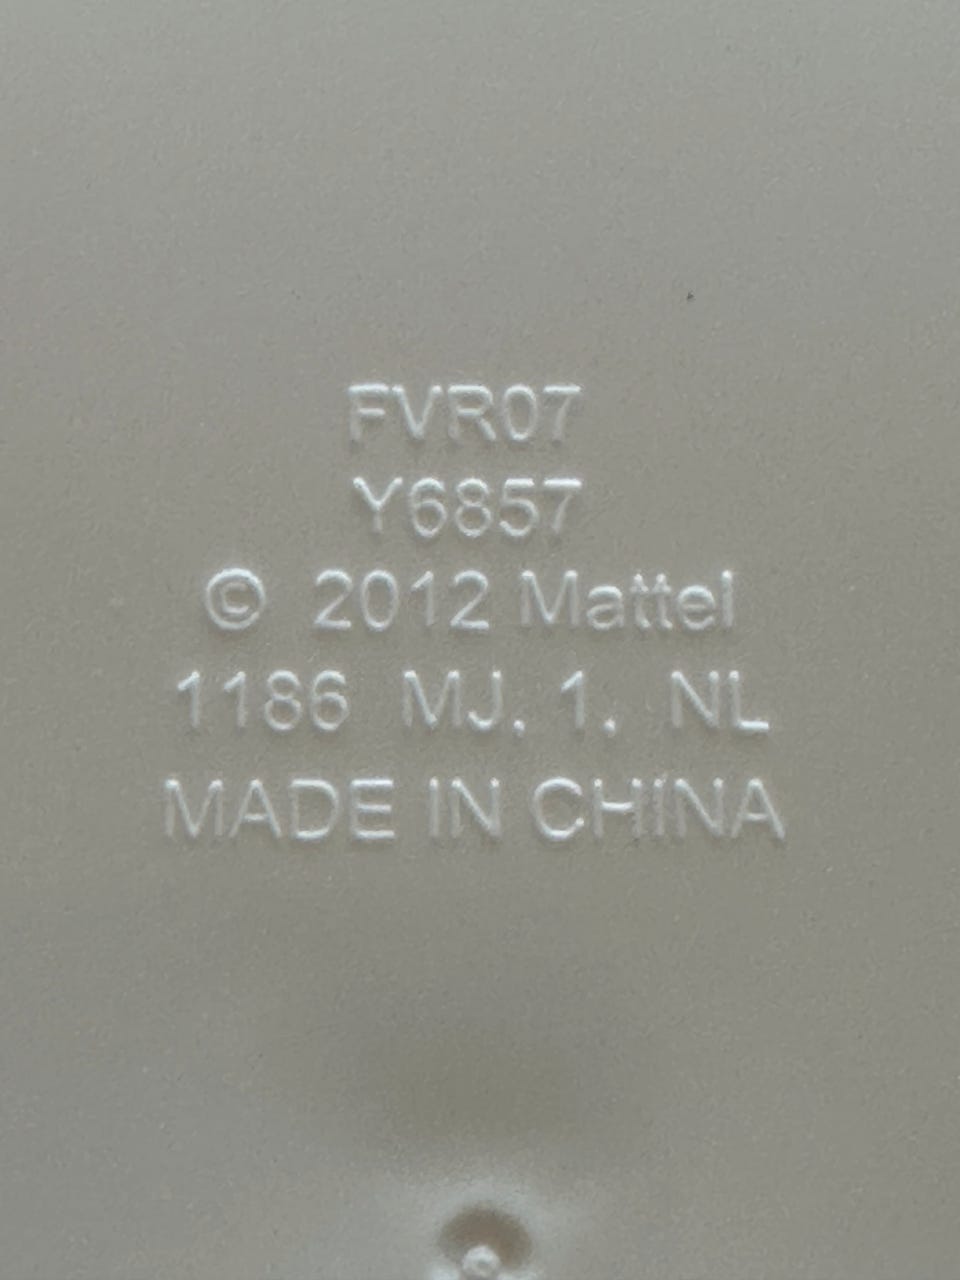 FVR07
Y6857
© 2012 Mattel
1186 MJ, 1, NL
MADE IN CHINA